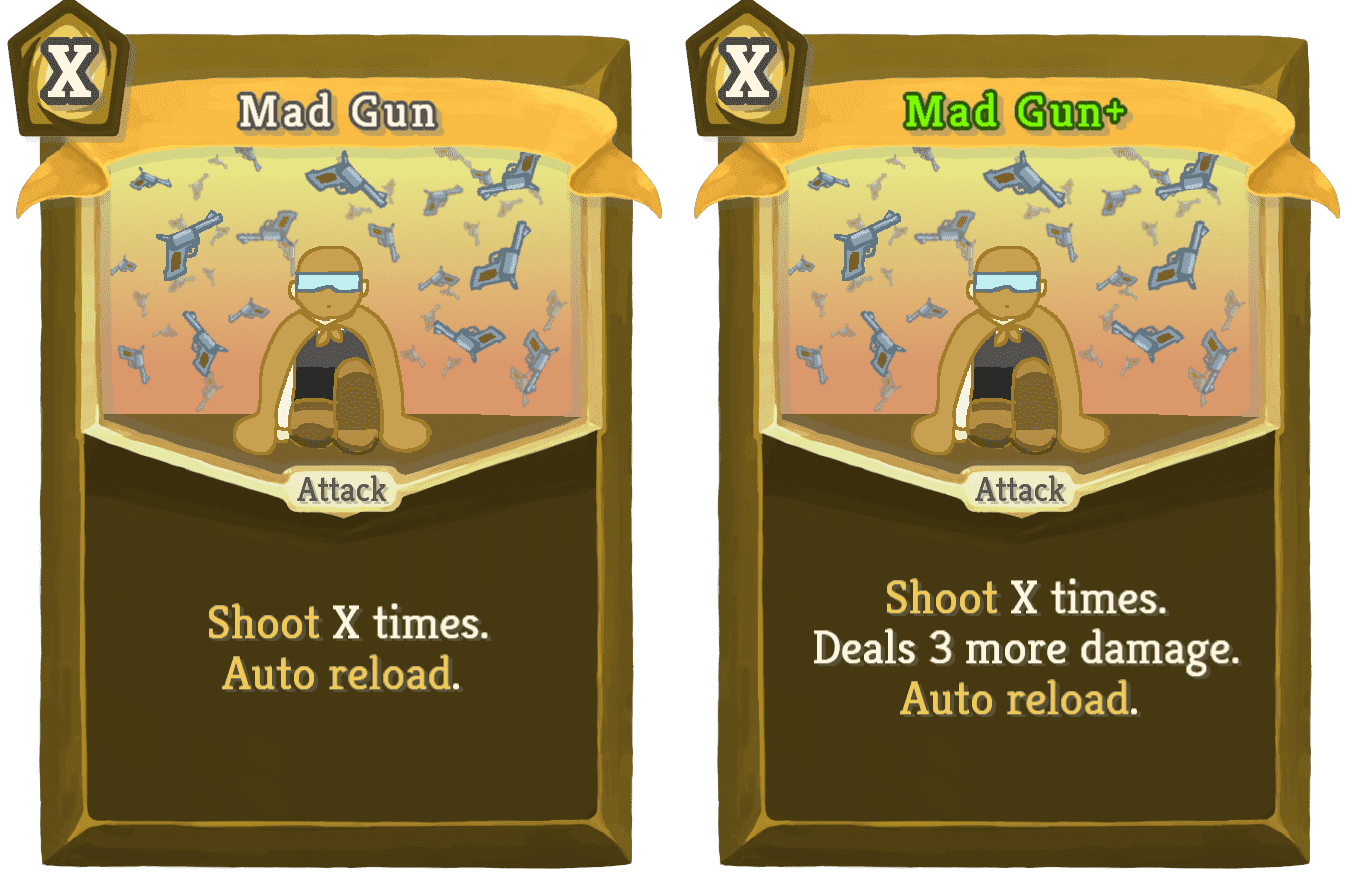 X
Mad Gun
Attack
Shoot X times.
Auto reload.
X
Mad Gun+
Attack
Shoot X times.
Deals 3 more damage.
Auto reload.